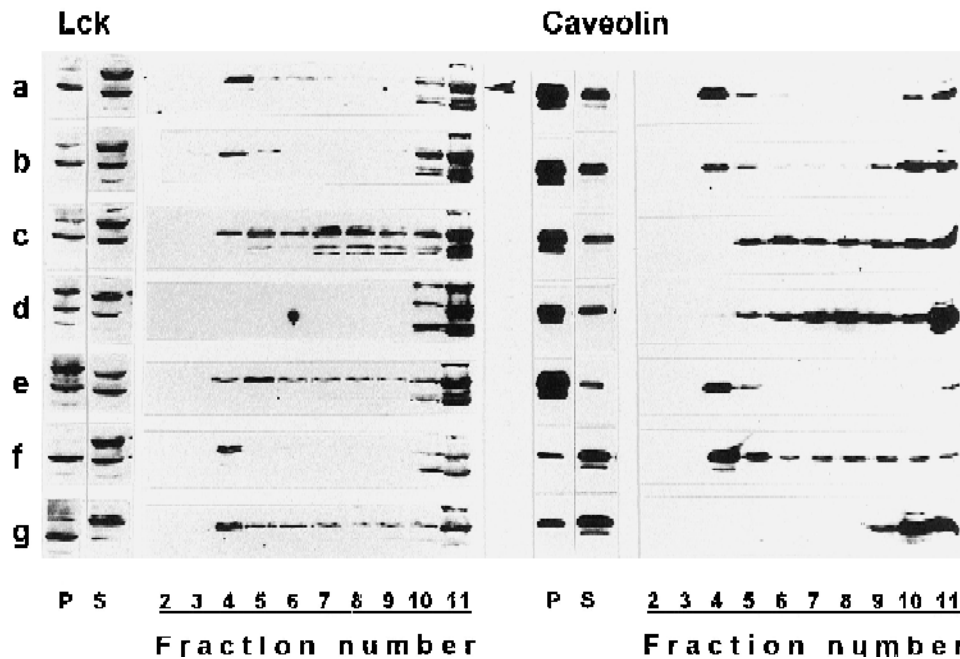 Lck Caveolin
a
b
c
d
e
f
g
P S 2 3 4 5 6 7 8 9 10 11 P S 2 3 4 5 6 7 8 9 10 11
Fraction number Fraction number